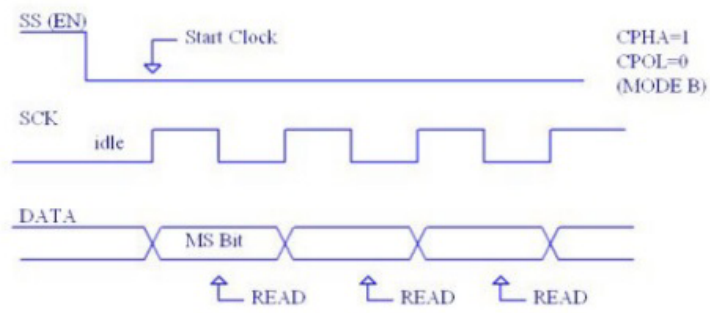 SS (EN)
Start Clock
CPHA=1
CPOL=0
(MODE B)
SCK
idle
DATA
MS Bit
READ
READ
READ